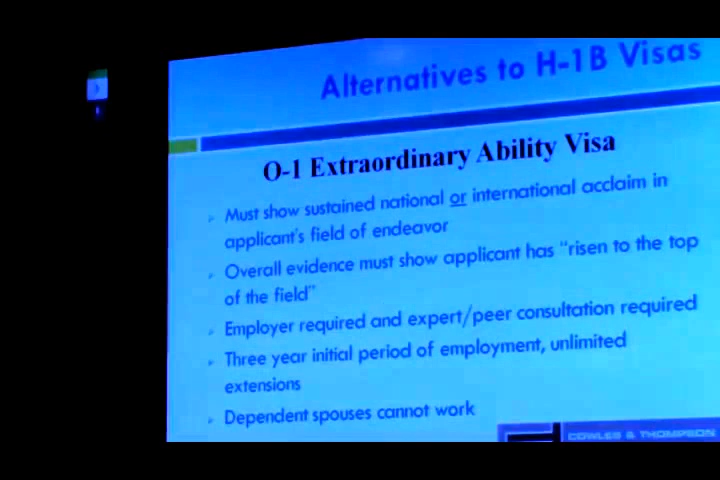 Alternatives to H-1B Visas
O-1 Extraordinary Ability Visa
Must show sustained national or international acclaim in
applicant's field of endeavor
Overall evidence must show applicant has “risen to the top
of the field”
Employer required and expert/peer consultation required
Three year initial period of employment, unlimited
extensions
Dependent spouses cannot work
COWLES & THOMPSON